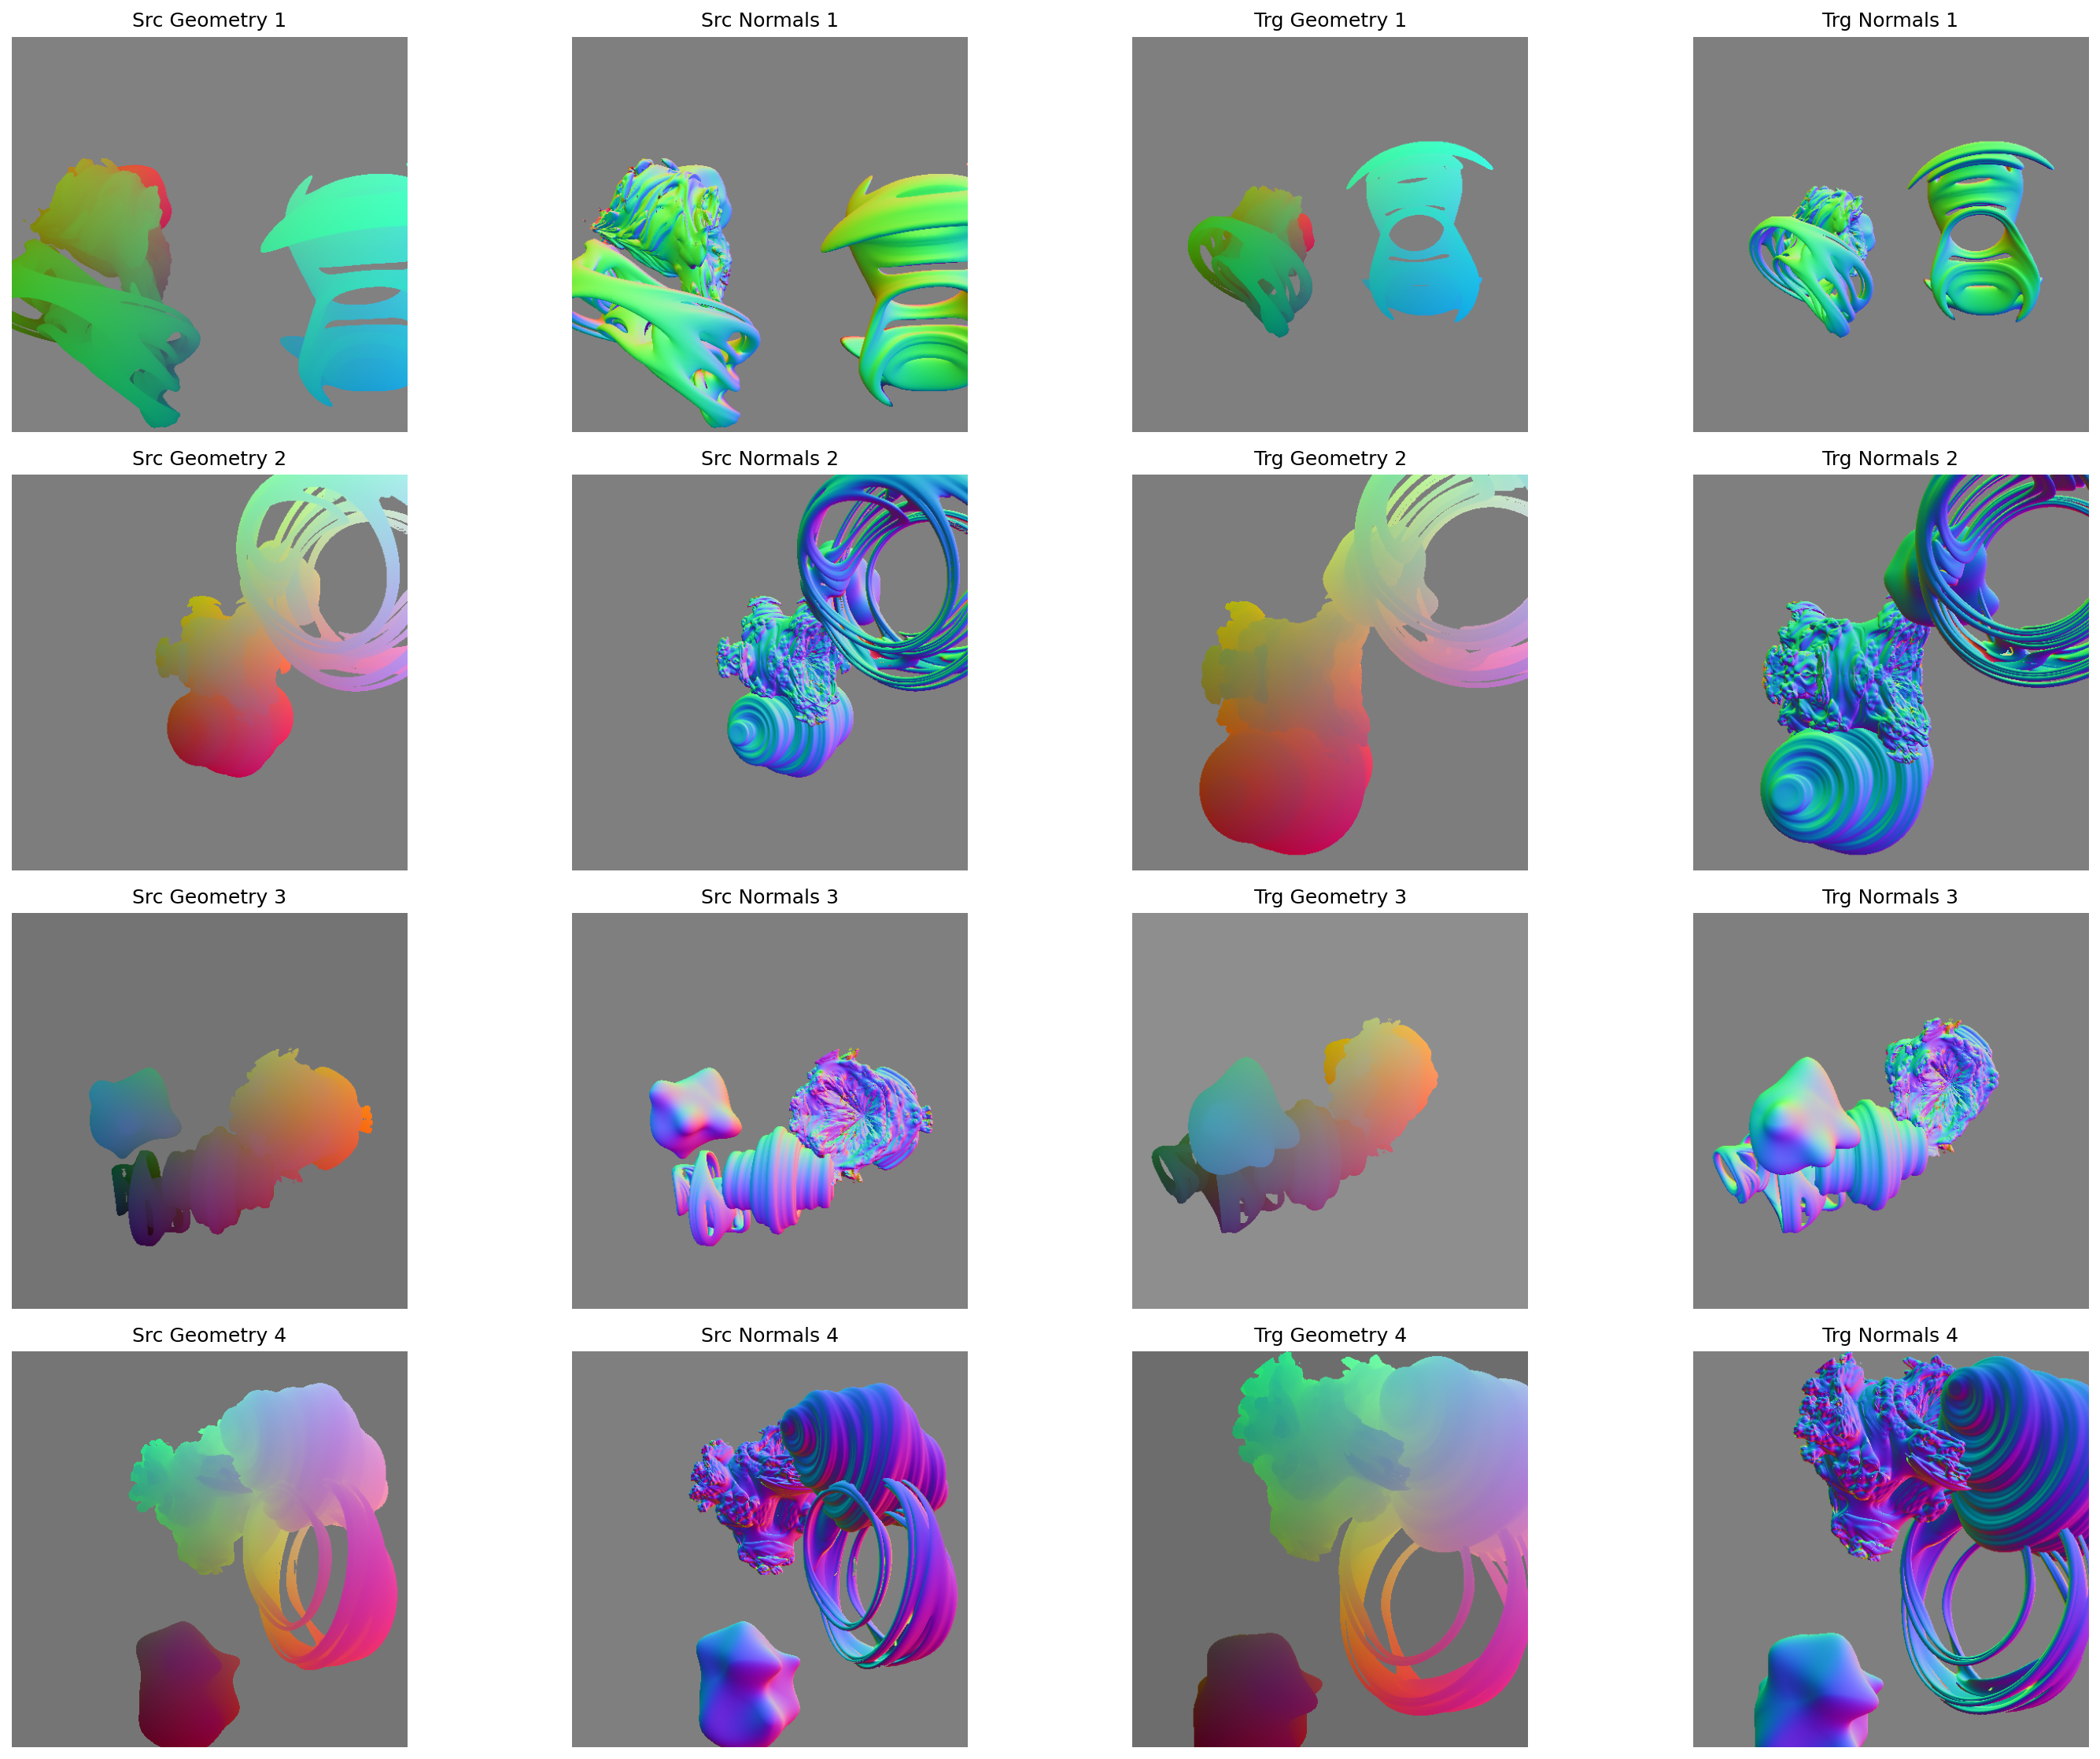 Src Geometry 1
Src Normals 1
Trg Geometry 1
Trg Normals 1
Src Geometry 2
Src Normals 2
Trg Geometry 2
Trg Normals 2
Src Geometry 3
Src Normals 3
Trg Geometry 3
Trg Normals 3
Src Geometry 4
Src Normals 4
Trg Geometry 4
Trg Normals 4